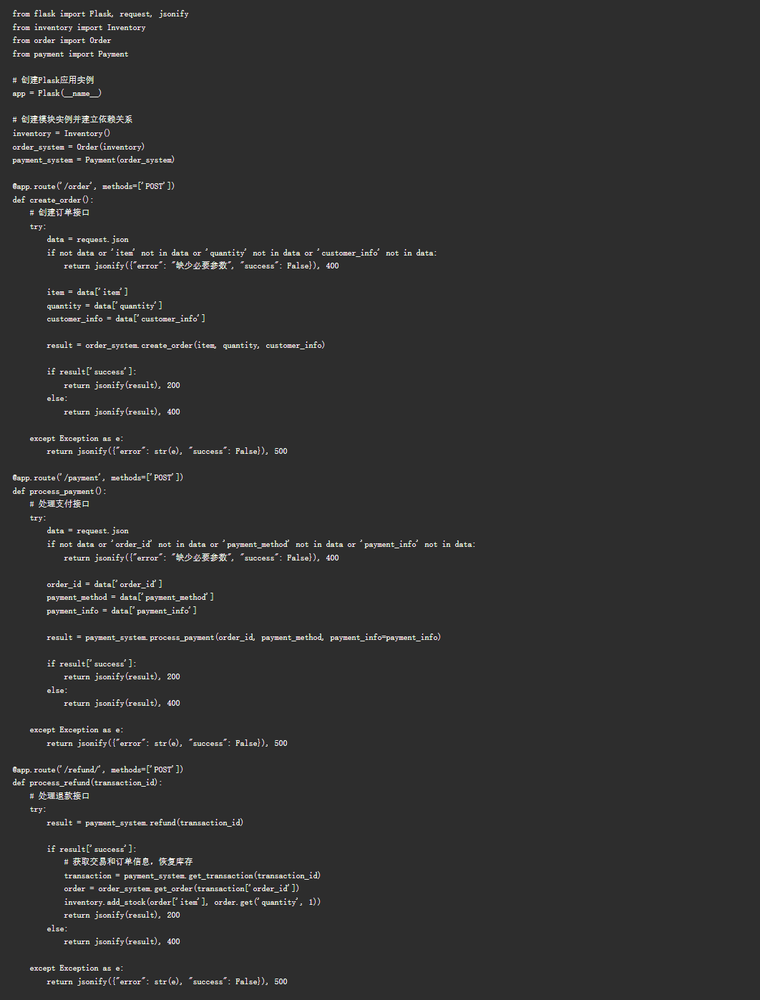 from flask import Flask, request, jsonify
from inventory import Inventory
from order import Order
from payment import Payment

# 创建Flask应用实例
app = Flask(__name__)

# 创建模块实例并建立依赖关系
inventory = Inventory()
order_system = Order(inventory)
payment_system = Payment(order_system)

@app.route('/order', methods=['POST'])
def create_order():
    # 创建订单接口
    try:
        data = request.json
        if not data or 'item' not in data or 'quantity' not in data or 'customer_info' not in data:
            return jsonify({"error": "缺少必要参数", "success": False}), 400

        item = data['item']
        quantity = data['quantity']
        customer_info = data['customer_info']

        result = order_system.create_order(item, quantity, customer_info)

        if result['success']:
            return jsonify(result), 200
        else:
            return jsonify(result), 400

    except Exception as e:
        return jsonify({"error": str(e), "success": False}), 500

@app.route('/payment', methods=['POST'])
def process_payment():
    # 处理支付接口
    try:
        data = request.json
        if not data or 'order_id' not in data or 'payment_method' not in data or 'payment_info' not in data:
            return jsonify({"error": "缺少必要参数", "success": False}), 400

        order_id = data['order_id']
        payment_method = data['payment_method']
        payment_info = data['payment_info']

        result = payment_system.process_payment(order_id, payment_method, payment_info=payment_info)

        if result['success']:
            return jsonify(result), 200
        else:
            return jsonify(result), 400

    except Exception as e:
        return jsonify({"error": str(e), "success": False}), 500

@app.route('/refund/', methods=['POST'])
def process_refund(transaction_id):
    # 处理退款接口
    try:
        result = payment_system.refund(transaction_id)

        if result['success']:
            # 获取交易和订单信息，恢复库存
            transaction = payment_system.get_transaction(transaction_id)
            order = order_system.get_order(transaction['order_id'])
            inventory.add_stock(order['item'], order.get('quantity', 1))
            return jsonify(result), 200
        else:
            return jsonify(result), 400

    except Exception as e:
        return jsonify({"error": str(e), "success": False}), 500